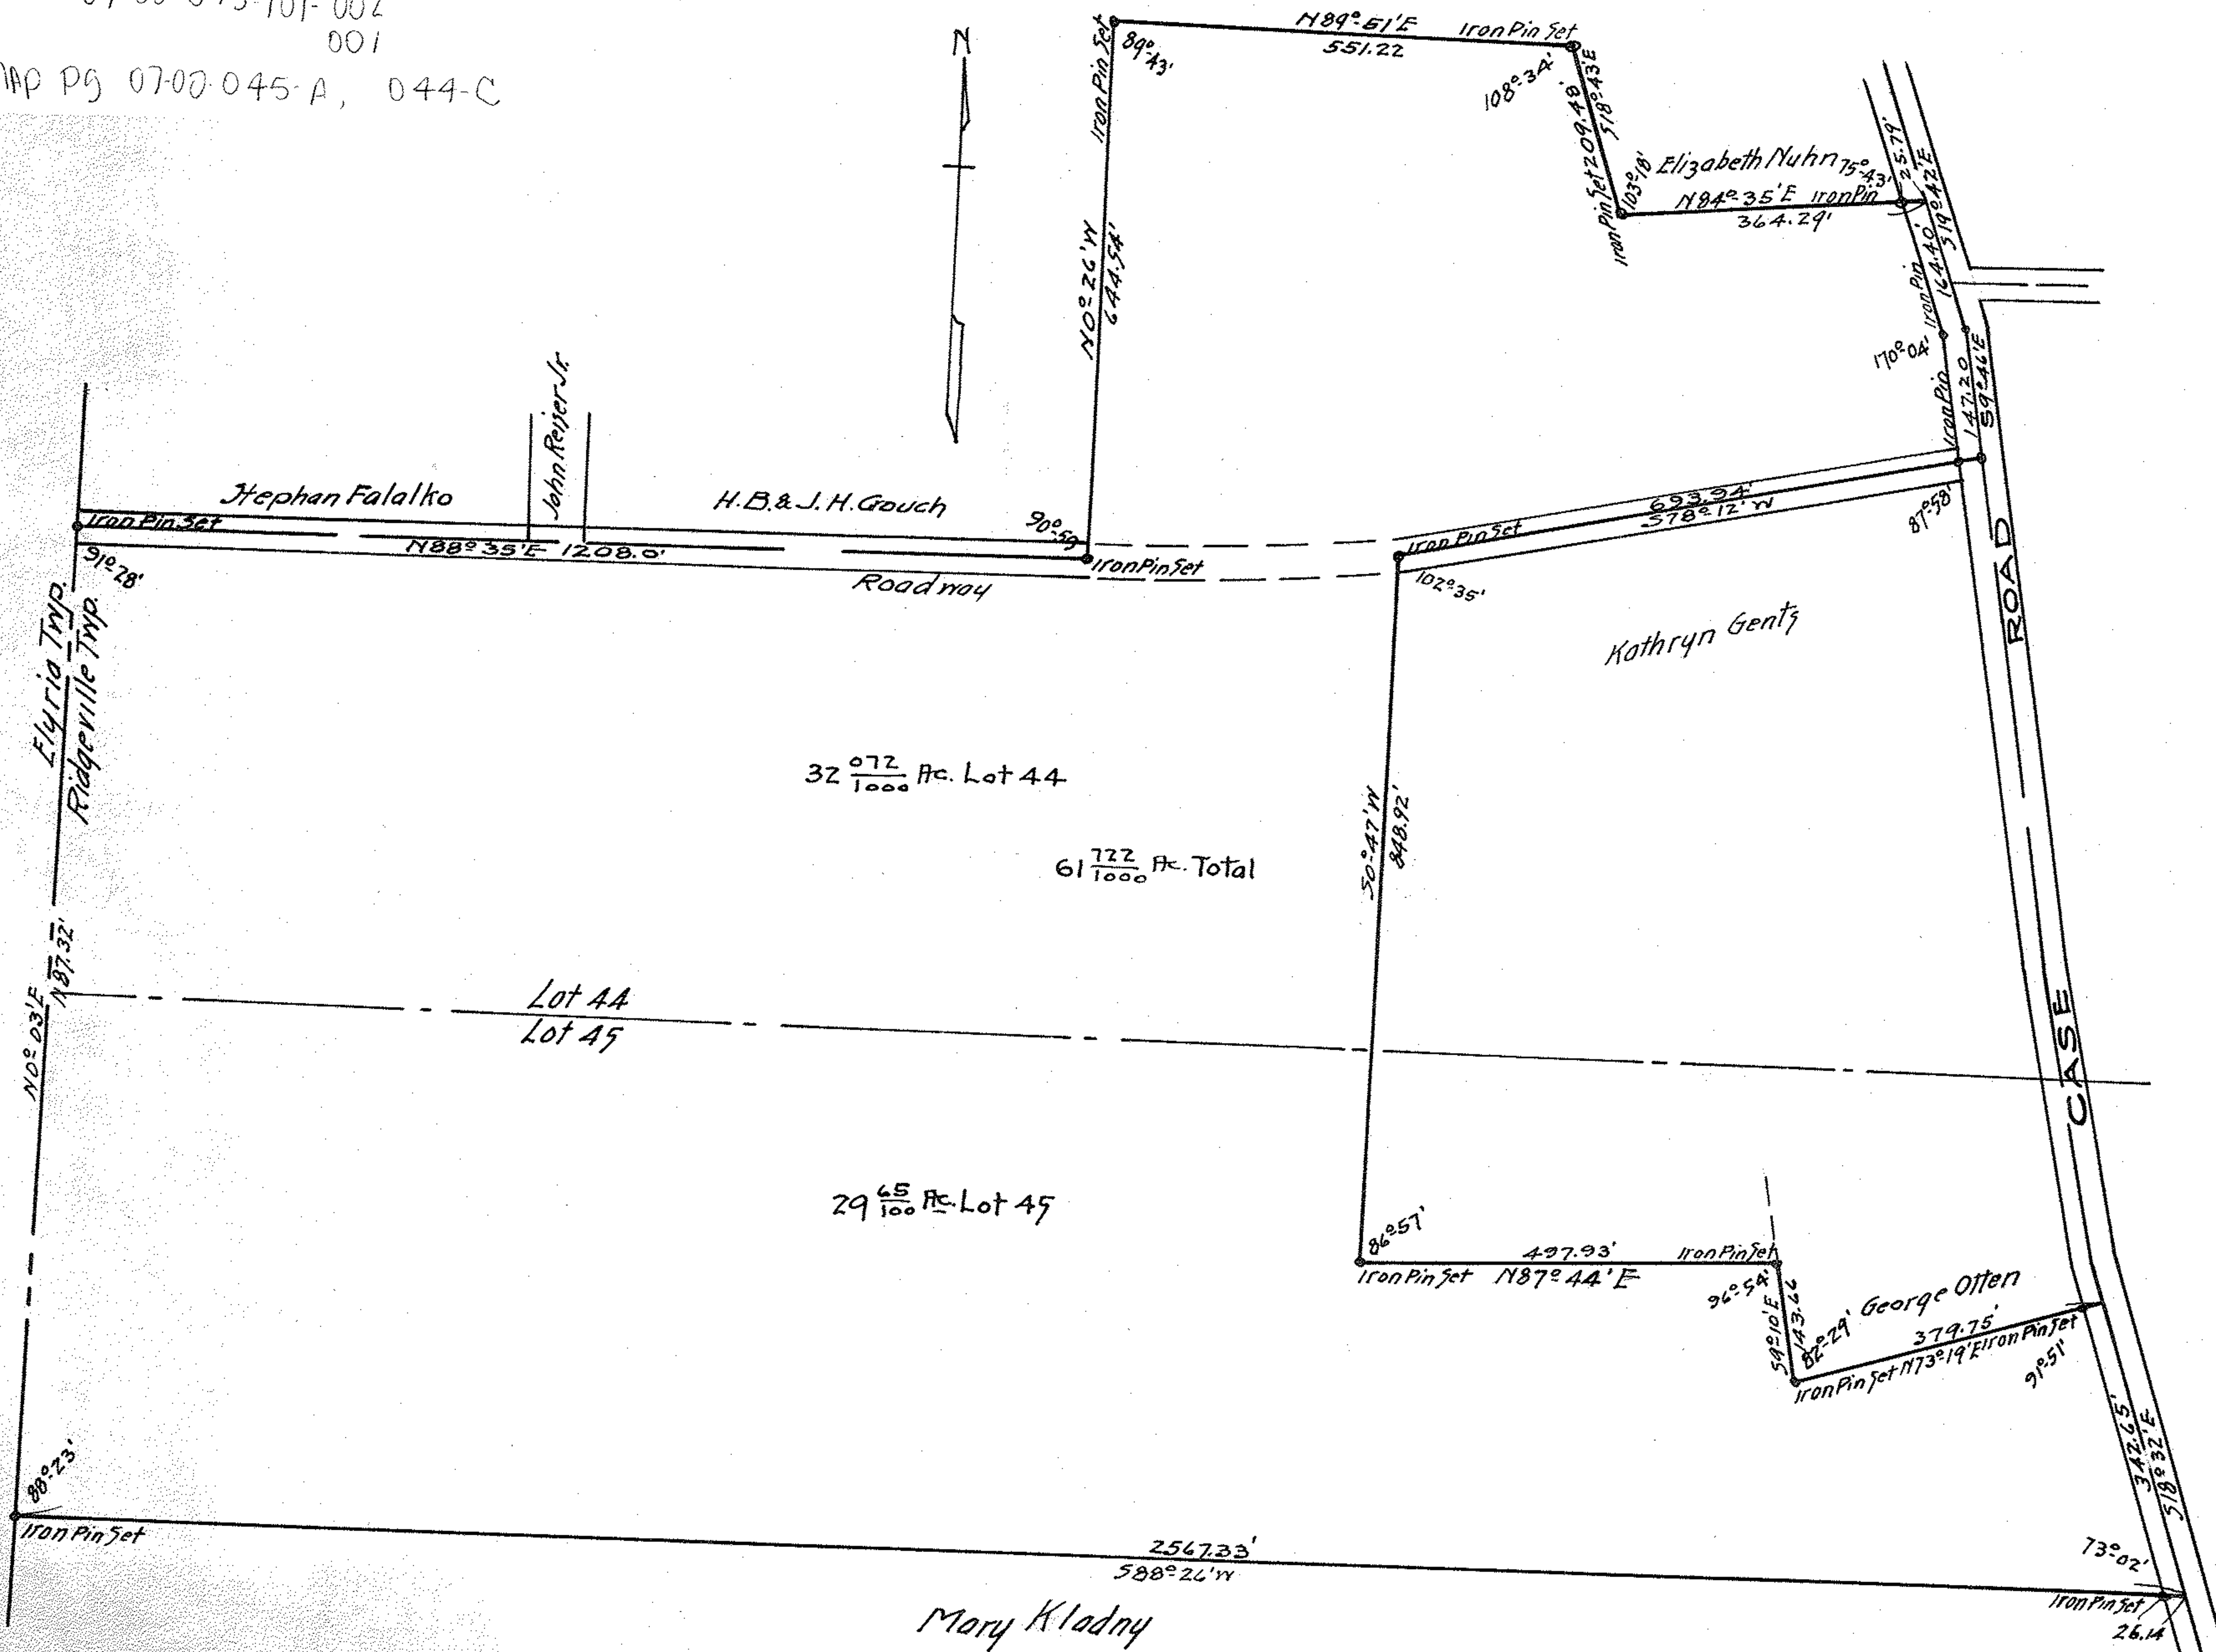 001
Map Pg 07-00-045-A, 044-C
N
Iron Pin Set
89°-43'
N89°-51'E Iron Pin Set
551.22
108°-34'
209.48'
S18°-43'E
Iron Pin Set
103°-18'
Elizabeth Nuhn
75°-43'
N84°-35'E Iron Pin
364.29'
25.79'
S19°-42'E
164.40'
Iron Pin
170°-04'
Iron Pin
147.20
S9°-46'E
N0°-26'W
644.54'
John Reiser Jr.
Stephan Falalko
H.B. & J.H. Gouch
90°-59'
Iron Pin Set
N88°35'E 1208.0'
Iron Pin Set
91°-28'
Roadway
693.94'
S78°-12'W
Iron Pin Set
87°-58'
102°-35'
Kathryn Gents
ROAD
CASE
Elyria Twp.
Ridgeville Twp.
32 072/1000 Ac. Lot 44
61 722/1000 Ac. Total
S0°-47'W
848.92'
N0°-03'E
Lot 44
Lot 45
29 65/100 Ac. Lot 45
86°-57'
497.93' Iron Pin Set
Iron Pin Set N87°-44'E
96°-54'
S9°-10'E
143.66
82°-29'
George Otten
379.75'
Iron Pin Set N73°-19'E Iron Pin Set
91°-51'
342.65'
S18°-32'E
88°-23'
Iron Pin Set
2567.33'
S88°-26'W
73°-02'
Iron Pin Set
26.14
Mary Kladny